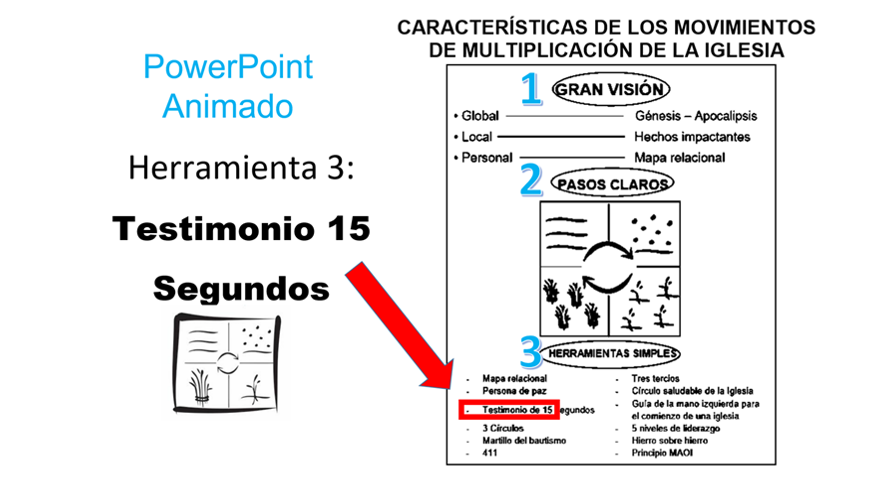 PowerPoint
Animado
Herramienta 3:
Testimonio 15
Segundos
CARACTERÍSTICAS DE LOS MOVIMIENTOS
DE MULTIPLICACIÓN DE LA IGLESIA
1 GRAN VISIÓN
• Global Génesis – Apocalipsis
• Local Hechos impactantes
• Personal Mapa relacional
2 PASOS CLAROS
3 HERRAMIENTAS SIMPLES
- Mapa relacional
- Persona de paz
- Testimonio de 15 egundos
- 3 Círculos
- Martillo del bautismo
- 411
- Tres tercios
- Círculo saludable de la Iglesia
- Guía de la mano izquierda para
el comienzo de una iglesia
- 5 niveles de liderazgo
- Hierro sobre hierro
- Principio MAOI